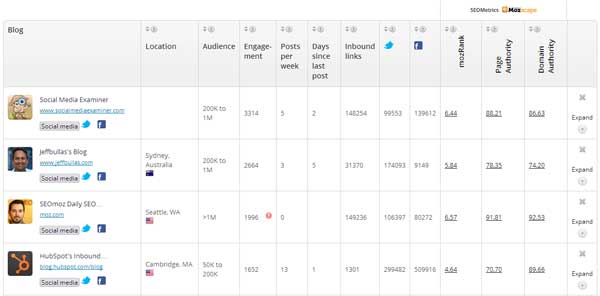 SEOMetrics Mozscape
Blog Location Audience Engage- Posts Days Inbound mozRank Page Domain
ment per since links Authority Authority
week last
post
Social Media Examiner
www.socialmediaexaminer.com
Social media
200K to
1M
3314 5 2 148254 99553 139612 6.44 88.21 86.63
Expand
Jeffbullas's Blog
www.jeffbullas.com
Social media
Sydney,
Australia
200K to
1M
2664 3 5 31370 174093 9149 5.84 78.35 74.20
Expand
SEOmoz Daily SEO...
moz.com
Social media
Seattle, WA
>1M
1996 0 149236 106397 80272 6.57 91.81 92.53
Expand
HubSpot's Inbound...
blog.hubspot.com/blog
Social media
Cambridge, MA
50K to
200K
1652 13 1 1301 299482 509916 4.64 70.70 89.66
Expand